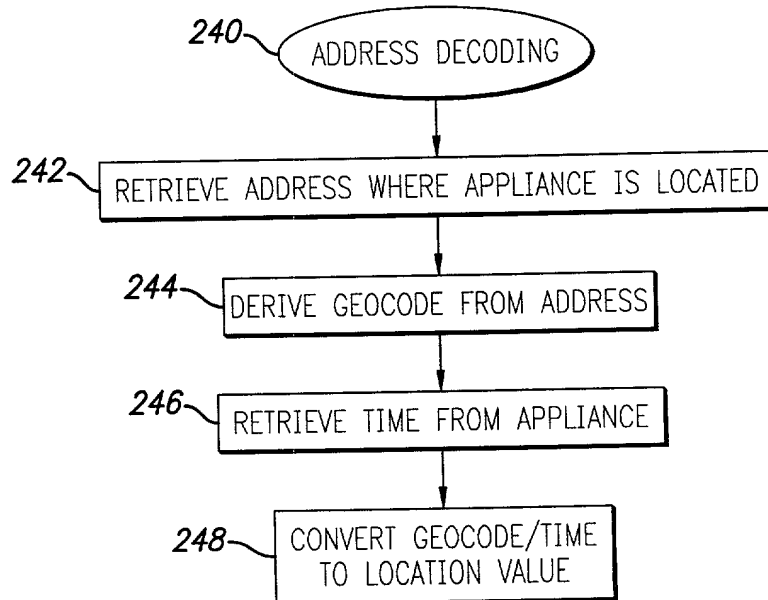 240
ADDRESS DECODING
242
RETRIEVE ADDRESS WHERE APPLIANCE IS LOCATED
244
DERIVE GEOCODE FROM ADDRESS
246
RETRIEVE TIME FROM APPLIANCE
248
CONVERT GEOCODE/TIME
TO LOCATION VALUE